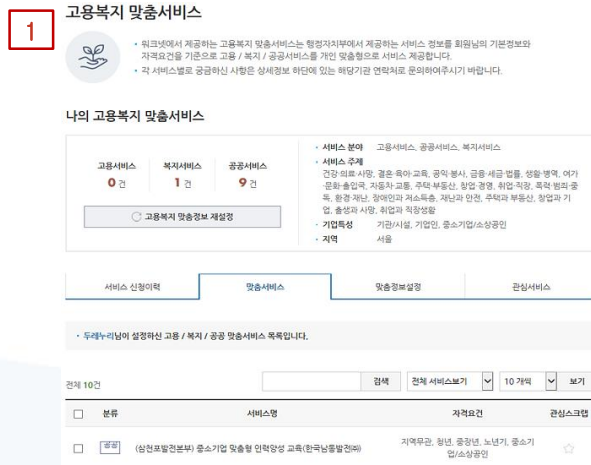 1
고용복지 맞춤서비스
워크넷에서 제공하는 고용복지 맞춤서비스는 행정자치부에서 제공하는 서비스 정보를 회원님의 기본정보와
자격요건을 기준으로 고용 / 복지 / 공공서비스를 개인 맞춤형으로 서비스 제공합니다.
각 서비스별로 궁금하신 사항은 상세정보 하단에 있는 해당기관 연락처로 문의하여주시기 바랍니다.
나의 고용복지 맞춤서비스
고용서비스 복지서비스 공공서비스
0 건 1 건 9 건
고용복지 맞춤정보 재설정
서비스 분야 고용서비스, 공공서비스, 복지서비스
서비스 주제
건강·의료·사망, 결혼·육아·교육, 공익·봉사, 금융·세금·법률, 생활·병역, 여가
·문화·출입국, 자동차·교통, 주택·부동산, 창업·경영, 취업·직장, 폭력·범죄·중
독, 환경·재난, 장애인과 저소득층, 재난과 안전, 주택과 부동산, 창업과 기
업, 출생과 사망, 취업과 직장생활
기업특성 기관/시설, 기업인, 중소기업/소상공인
지역 서울
서비스 신청이력 맞춤서비스 맞춤정보설정 관심서비스
두레누리님이 설정하신 고용 / 복지 / 공공 맞춤서비스 목록입니다.
전체 10건 검색 전체 서비스보기 10 개씩 보기
분류 서비스명 자격요건 관심스크랩
공공 (삼천포발전본부) 중소기업 맞춤형 인력양성 교육(한국남동발전㈜) 지역무관, 청년, 중장년, 노년기, 중소기
업/소상공인